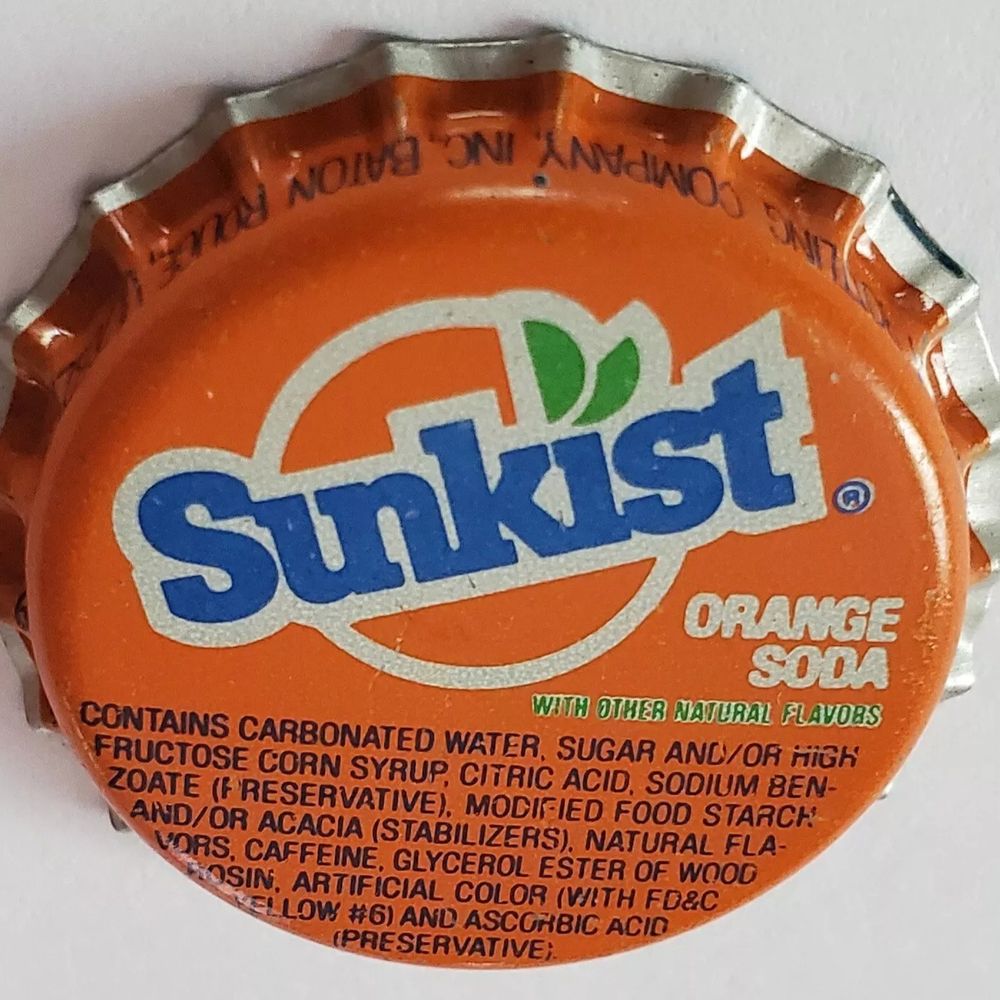 Sunkist®
ORANGE
SODA
WITH OTHER NATURAL FLAVORS
CONTAINS CARBONATED WATER, SUGAR AND/OR HIGH
FRUCTOSE CORN SYRUP, CITRIC ACID, SODIUM BEN-
ZOATE (PRESERVATIVE), MODIFIED FOOD STARCH
AND/OR ACACIA (STABILIZERS), NATURAL FLA-
VORS, CAFFEINE, GLYCEROL ESTER OF WOOD
ROSIN, ARTIFICIAL COLOR (WITH FD&C
YELLOW #6) AND ASCORBIC ACID
(PRESERVATIVE).
COMPANY, INC. BATON ROUGE,